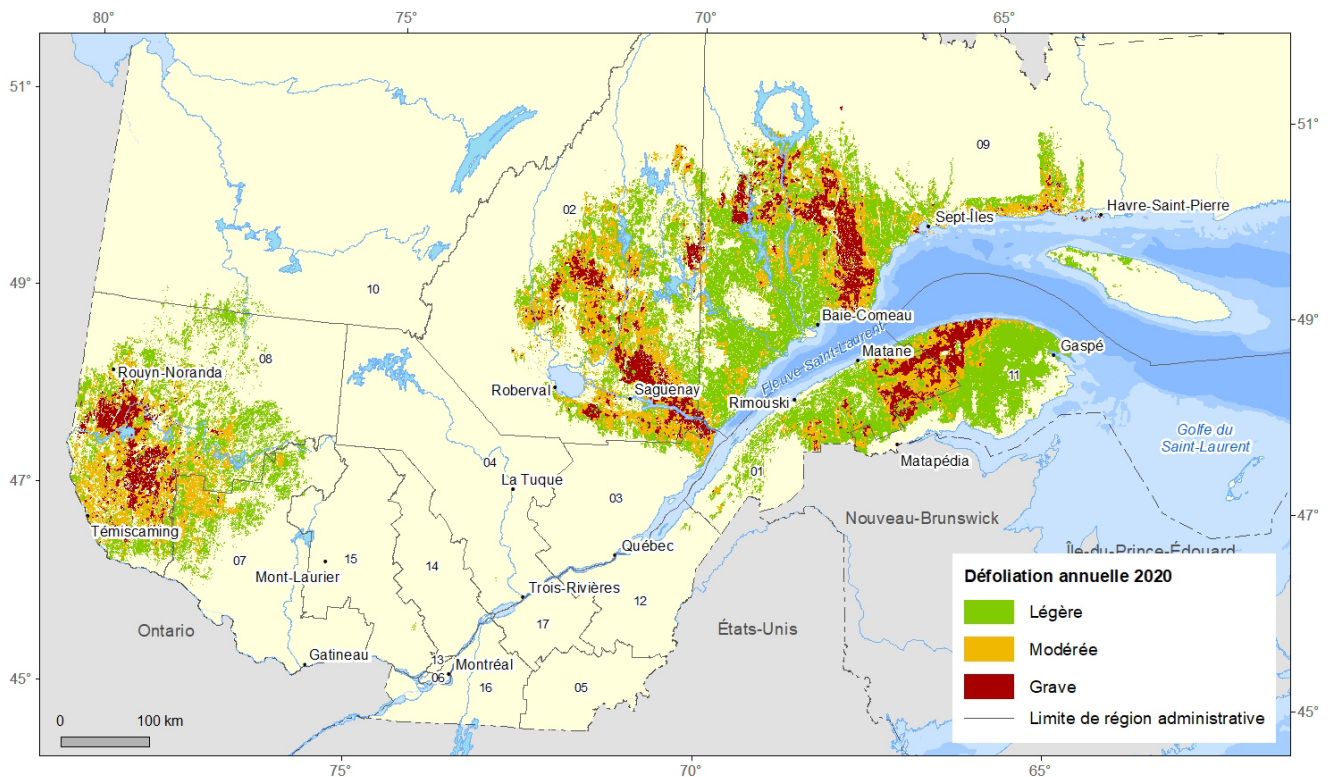 80°
75°
70°
65°
51°
51°
09
02
Havre-Saint-Pierre
Sept-Îles
49°
10
49°
Baie-Comeau
Fleuve Saint-Laurent
Matane
Gaspé
08
Rouyn-Noranda
Roberval
Saguenay
Rimouski
11
Golfe du
Saint-Laurent
Matapédia
47°
04
01
La Tuque
03
47°
Témiscaming
Nouveau-Brunswick
Île-du-Prince-Édouard
Québec
07
15
Mont-Laurier
14
Trois-Rivières
12
Ontario
17
États-Unis
Gatineau
13
Montréal
06
16
05
45°
45°
Défoliation annuelle 2020
Légère
Modérée
Grave
Limite de région administrative
0 100 km
75°
70°
65°